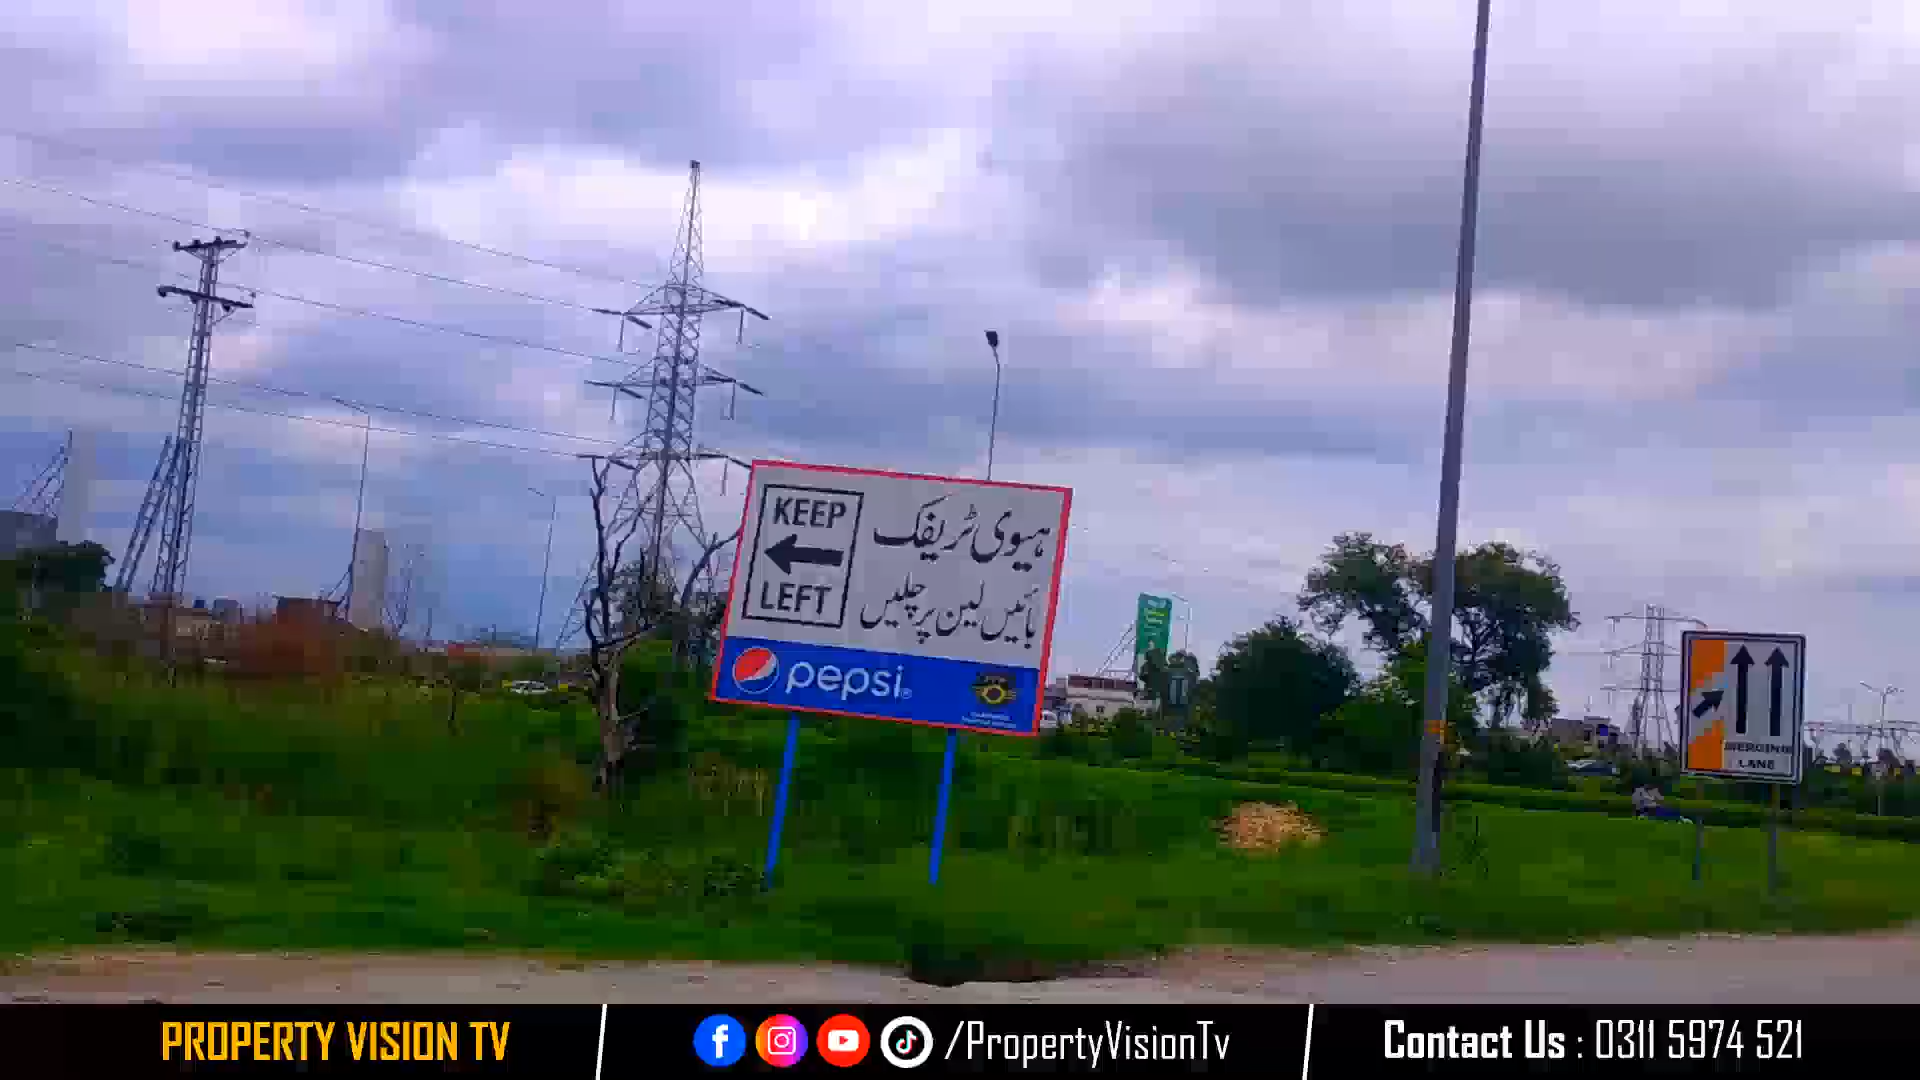 KEEP
LEFT
ہیوی ٹریفک
بائیں لین پر چلیں
pepsi
MERGING
LANE
PROPERTY VISION TV
/PropertyVisionTv
Contact Us : 0311 5974 521